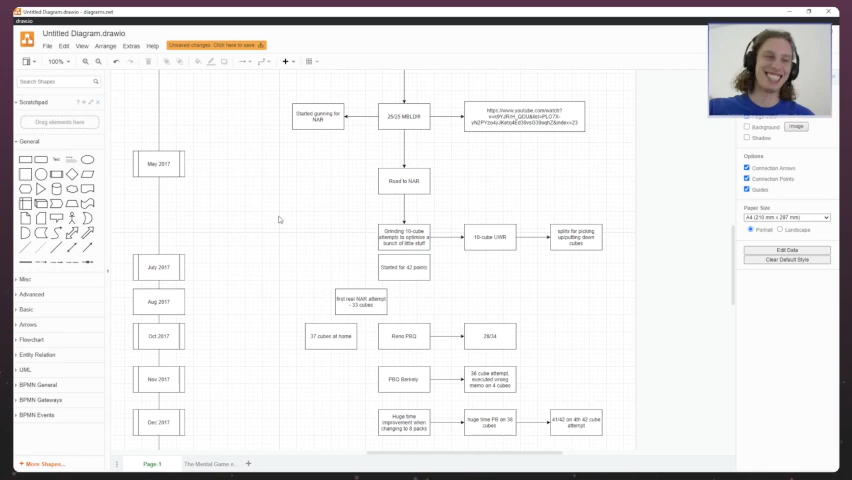 Untitled Diagram.drawio - diagrams.net
draw.io
Untitled Diagram.drawio
File Edit View Arrange Extras Help
Unsaved changes. Click here to save.
100%
Search Shapes
Scratchpad
Drag elements here
General
Text
Misc
Advanced
Basic
Arrows
Flowchart
Entity Relation
UML
BPMN General
BPMN Gateways
BPMN Events
+ More Shapes...
Started gunning for
NAR
25/25 MBLD!!!
https://www.youtube.com/watch?
May 2017
Road to NAR
Grinding 10-cube
attempts to optimise a
bunch of little stuff
10-cube UWR
splits for picking
up/putting down
cubes
July 2017
Started for 42 points
Aug 2017
first real NAR attempt
- 33 cubes
Oct 2017
37 cubes at home
Reno PBQ
Nov 2017
36 cube attempt,
executed wrong
memo on 4 cubes
Dec 2017
Huge time
improvement when
changing to 8 packs
huge time PB on 38
cubes
41/42 on 4th 42 cube
attempt
Background
Image
Shadow
Options
Connection Arrows
Connection Points
Guides
Paper Size
A4 (210 mm x 297 mm)
Portrait Landscape
Edit Data
Clear Default Style
Page-1
The Mental Game o...